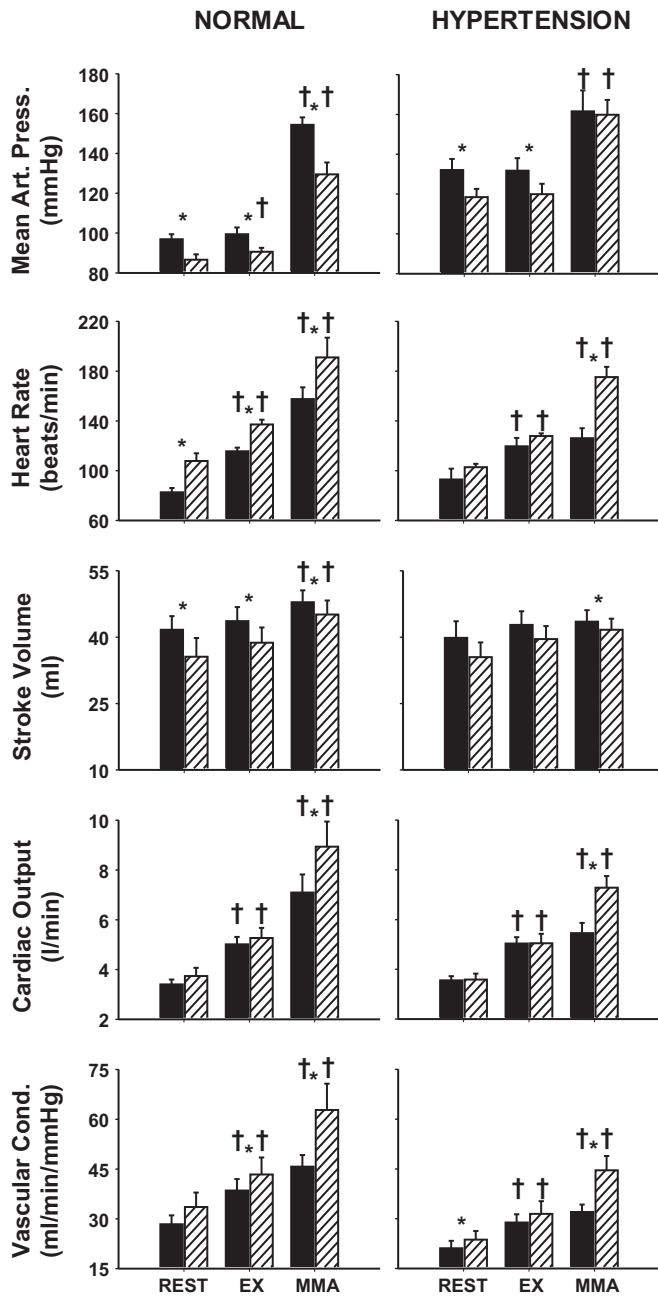 NORMAL HYPERTENSION
Mean Art. Press.
(mmHg)
180
160
140
120
100
80
* * † † *† * * † †
Heart Rate
(beats/min)
220
180
140
100
60
* †*† †*† † † †*†
Stroke Volume
(ml)
55
40
25
10
* * †*† *
Cardiac Output
(l/min)
10
8
6
4
2
† † †*† † † †*†
Vascular Cond.
(ml/min/mmHg)
75
60
45
30
15
†*† †*† * † † †*†
REST EX MMA REST EX MMA